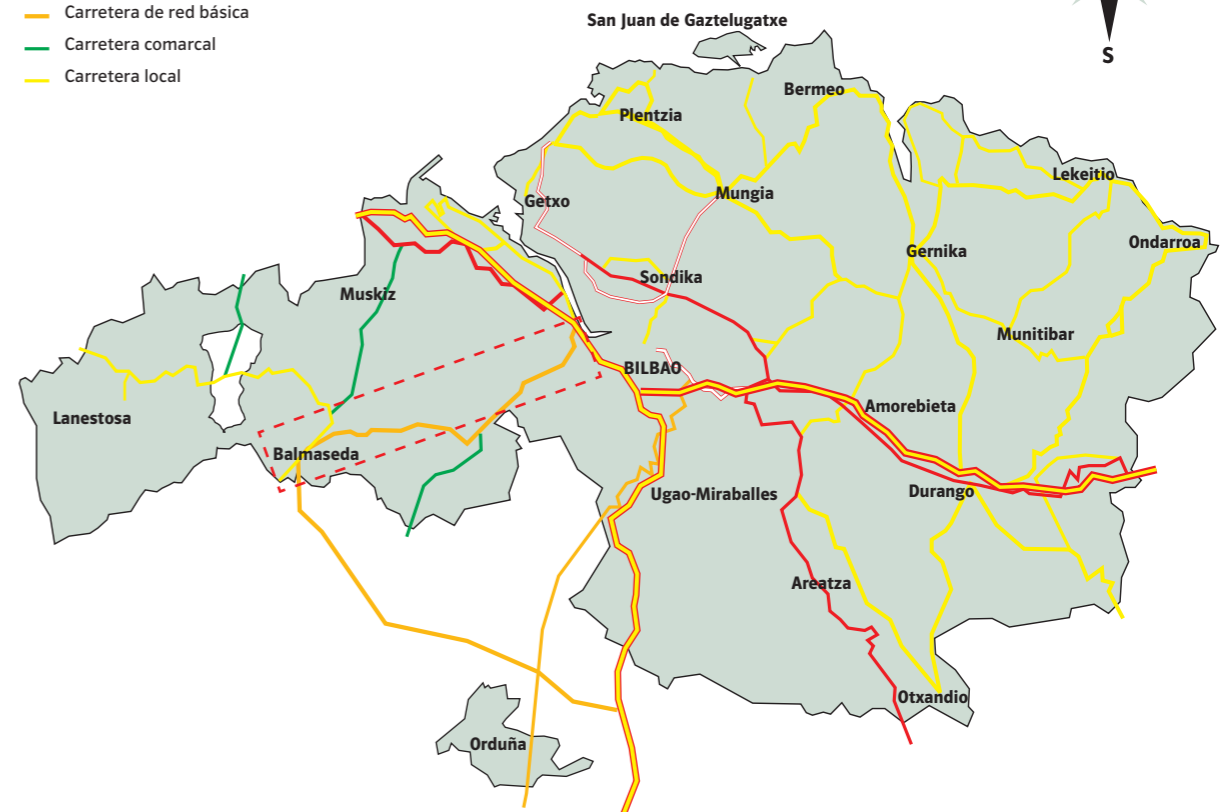 Carretera de red básica
Carretera comarcal
Carretera local
San Juan de Gaztelugatxe
S
Bermeo
Plentzia
Lekeitio
Mungia
Getxo
Ondarroa
Gernika
Sondika
Muskiz
Munitibar
BILBAO
Amorebieta
Lanestosa
Balmaseda
Durango
Ugao-Miraballes
Areatza
Otxandio
Orduña